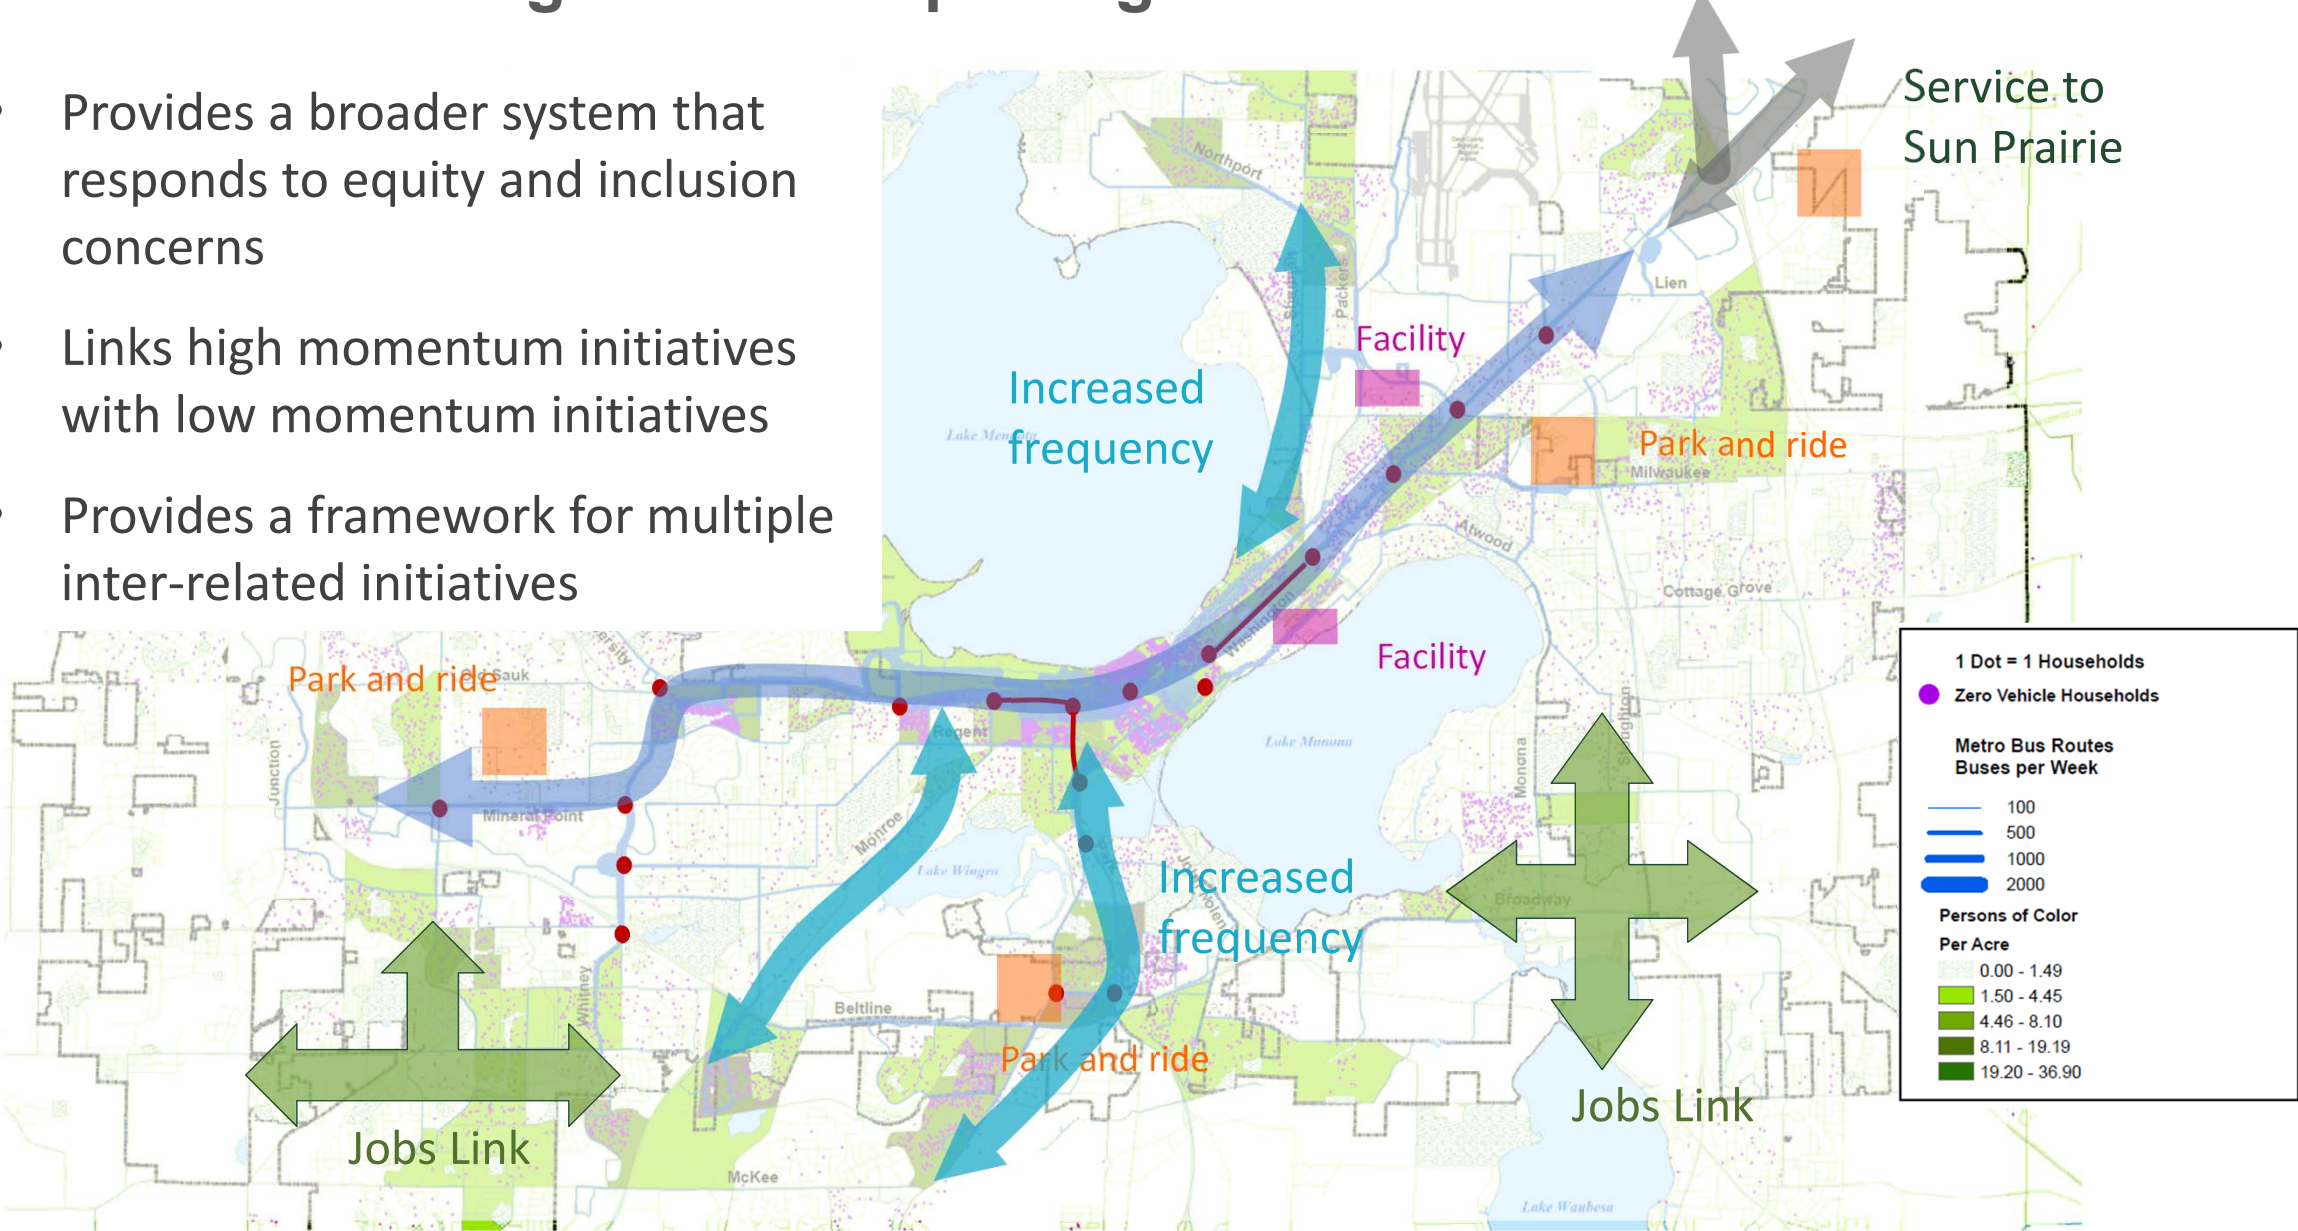 • Provides a broader system that
responds to equity and inclusion
concerns
• Links high momentum initiatives
with low momentum initiatives
• Provides a framework for multiple
inter-related initiatives
Service to
Sun Prairie
Northport
Packers
Lien
Facility
Increased
frequency
Lake Mendota
Park and ride
Milwaukee
Atwood
Cottage Grove
Washington
Facility
Park and ride
Sauk
Regent
Lake Monona
Junction
Mineral Point
Monroe
Monona
Stoughton
Lake Wingra
Increased
frequency
Broadway
Whitney
Beltline
Park and ride
Jobs Link
Jobs Link
McKee
Lake Waubesa
1 Dot = 1 Households
Zero Vehicle Households
Metro Bus Routes
Buses per Week
100
500
1000
2000
Persons of Color
Per Acre
0.00 - 1.49
1.50 - 4.45
4.46 - 8.10
8.11 - 19.19
19.20 - 36.90